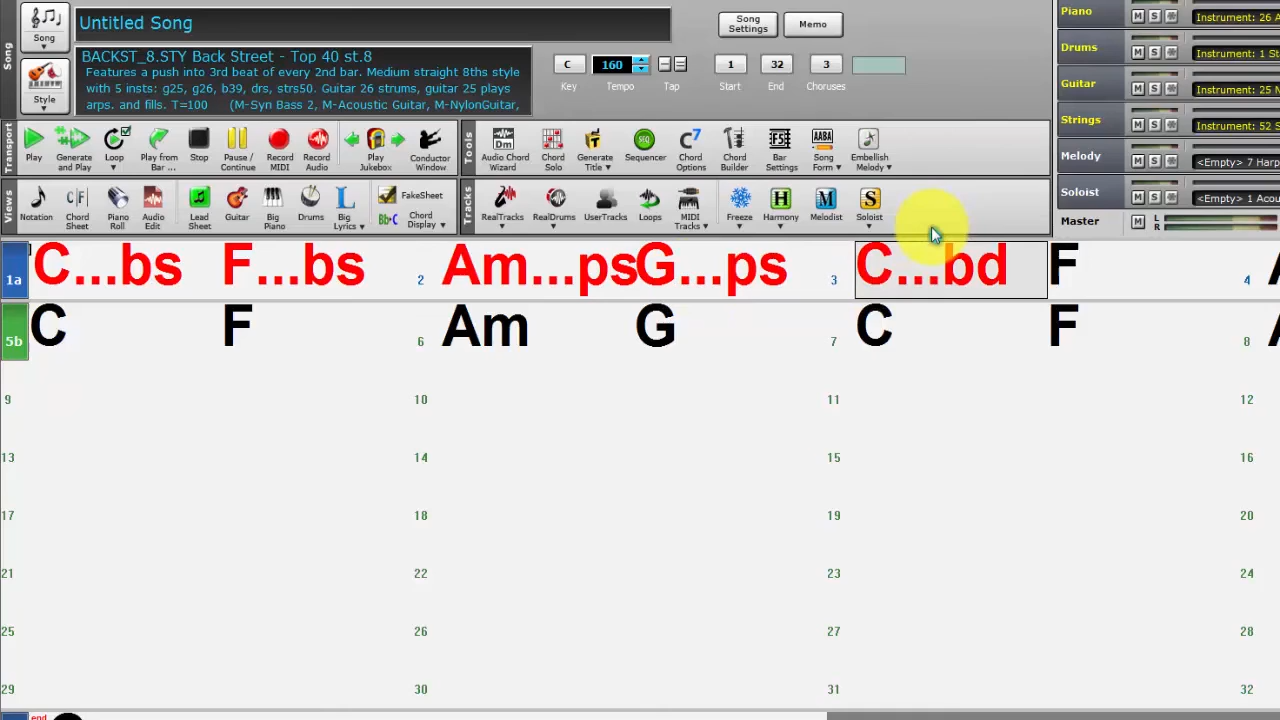 Song
Song
Style
Untitled Song
BACKST_8.STY Back Street - Top 40 st.8
Features a push into 3rd beat of every 2nd bar. Medium straight 8ths style
with 5 insts: g25, g26, b39, drs, strs50. Guitar 26 strums, guitar 25 plays
arps. and fills. T=100 (M-Syn Bass 2, M-Acoustic Guitar, M-NylonGuitar,
Song Settings
Memo
C 160 1 32 3
Key Tempo Tap Start End Choruses
Piano M S Instrument: 26 A
Drums M S Instrument: 1 St
Guitar M S Instrument: 25 N
Strings M S Instrument: 52 S
Melody M S <Empty> 7 Harp
Soloist M S <Empty> 1 Acou
Master M L R
Transport
Play
Generate and Play
Loop
Play from Bar ...
Stop
Pause / Continue
Record MIDI
Record Audio
Play Jukebox
Conductor Window
Tools
Dm
Audio Chord Wizard
Chord Solo
Generate Title
SEQ
Sequencer
C7
Chord Options
Chord Builder
Bar Settings
AABA
Song Form
Embellish Melody
Views
Notation
Chord Sheet
Piano Roll
Audio Edit
Lead Sheet
Guitar
Big Piano
Drums
Big Lyrics
FakeSheet
Chord Display
Tracks
RealTracks
RealDrums
UserTracks
Loops
MIDI Tracks
Freeze
H
Harmony
M
Melodist
S
Soloist
1a C...bs F...bs 2 Am...ps G...ps 3 C...bd F 4
5b C F 6 Am G 7 C F 8
9 10 11 12
13 14 15 16
17 18 19 20
21 22 23 24
25 26 27 28
29 30 31 32
end